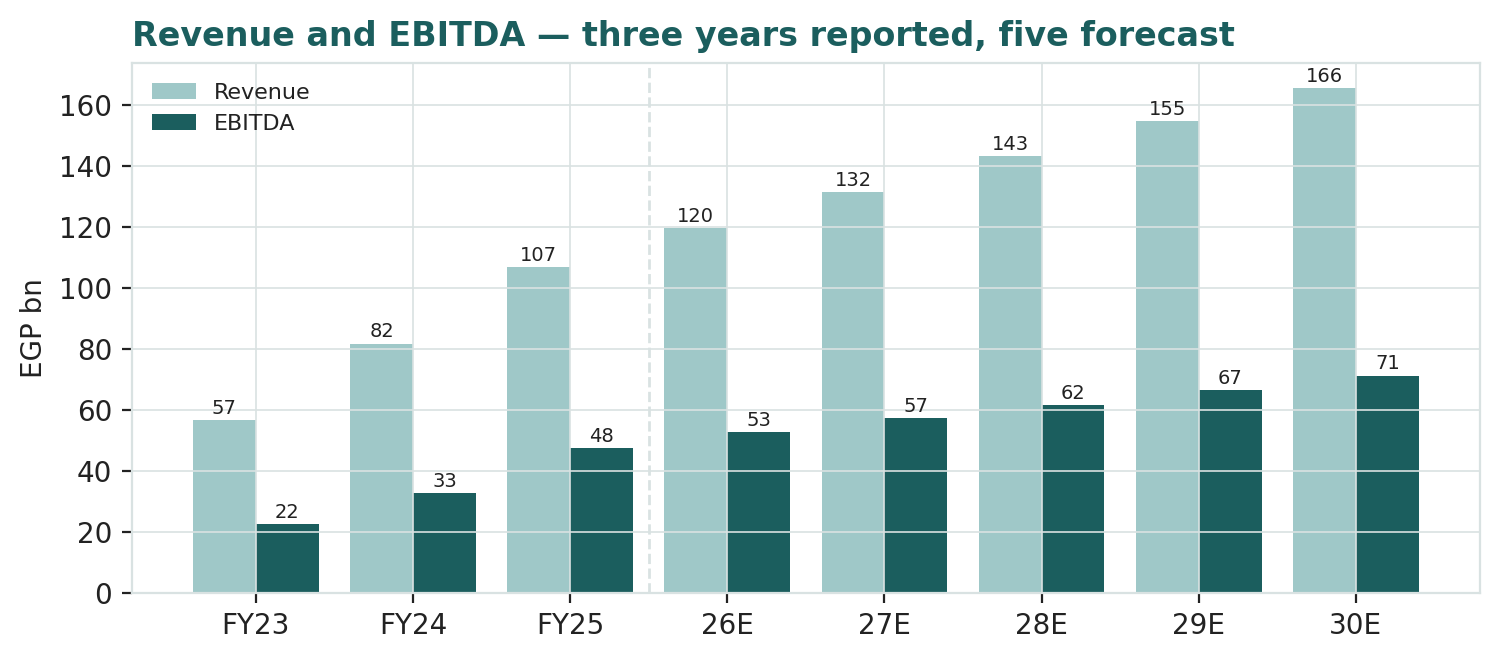 Revenue and EBITDA — three years reported, five forecast
Revenue
EBITDA
EGP bn
160
140
120
100
80
60
40
20
0
57
22
82
33
107
48
120
53
132
57
143
62
155
67
166
71
FY23
FY24
FY25
26E
27E
28E
29E
30E